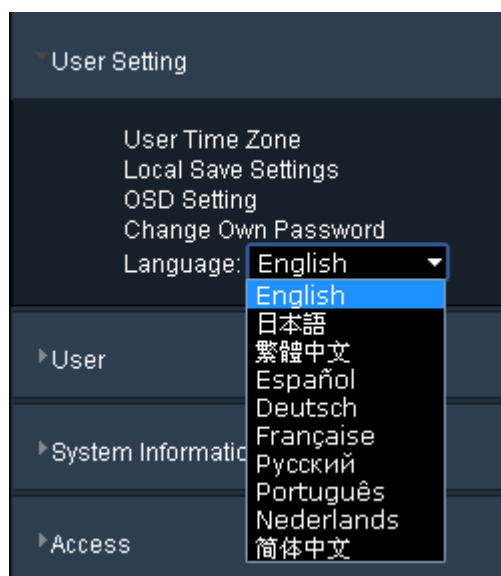 User Setting
User Time Zone
Local Save Settings
OSD Setting
Change Own Password
Language: English
English
日本語
繁體中文
Español
Deutsch
Française
Русский
Português
Nederlands
简体中文
User
System Informatic
Access